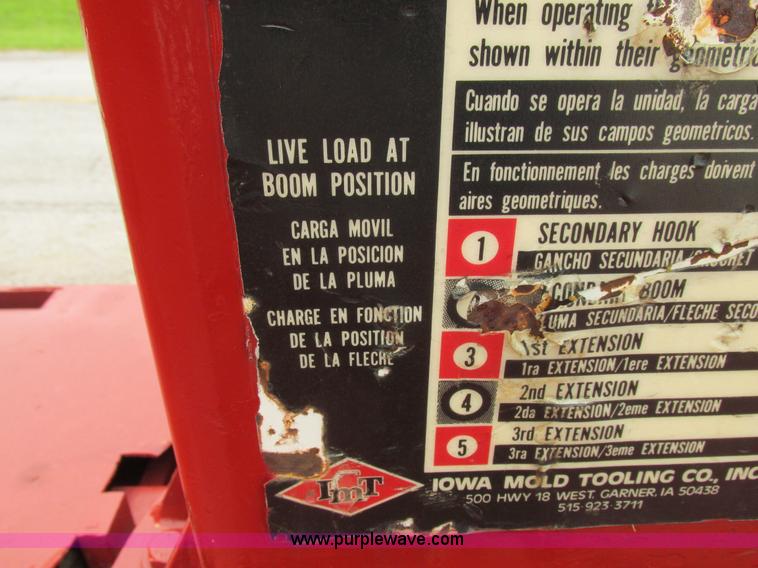 When operating
shown within their geometric
Cuando se opera la unidad, la carga
illustran de sus campos geometricos.
En fonctionnement les charges doivent
aires geometriques.
LIVE LOAD AT
BOOM POSITION
CARGA MOVIL
EN LA POSICION
DE LA PLUMA
CHARGE EN FONCTION
DE LA POSITION
DE LA FLECHE
1 SECONDARY HOOK
GANCHO SECUNDARIA
BOOM
SECUNDARIA/FLECHE SECO
3 1st EXTENSION
1ra EXTENSION/1ere EXTENSION
4 2nd EXTENSION
2da EXTENSION/2eme EXTENSION
5 3rd EXTENSION
3ra EXTENSION/3eme EXTENSION
IMT
IOWA MOLD TOOLING CO., INC
500 HWY 18 WEST, GARNER, IA 50438
515-923-3711
www.purplewave.com